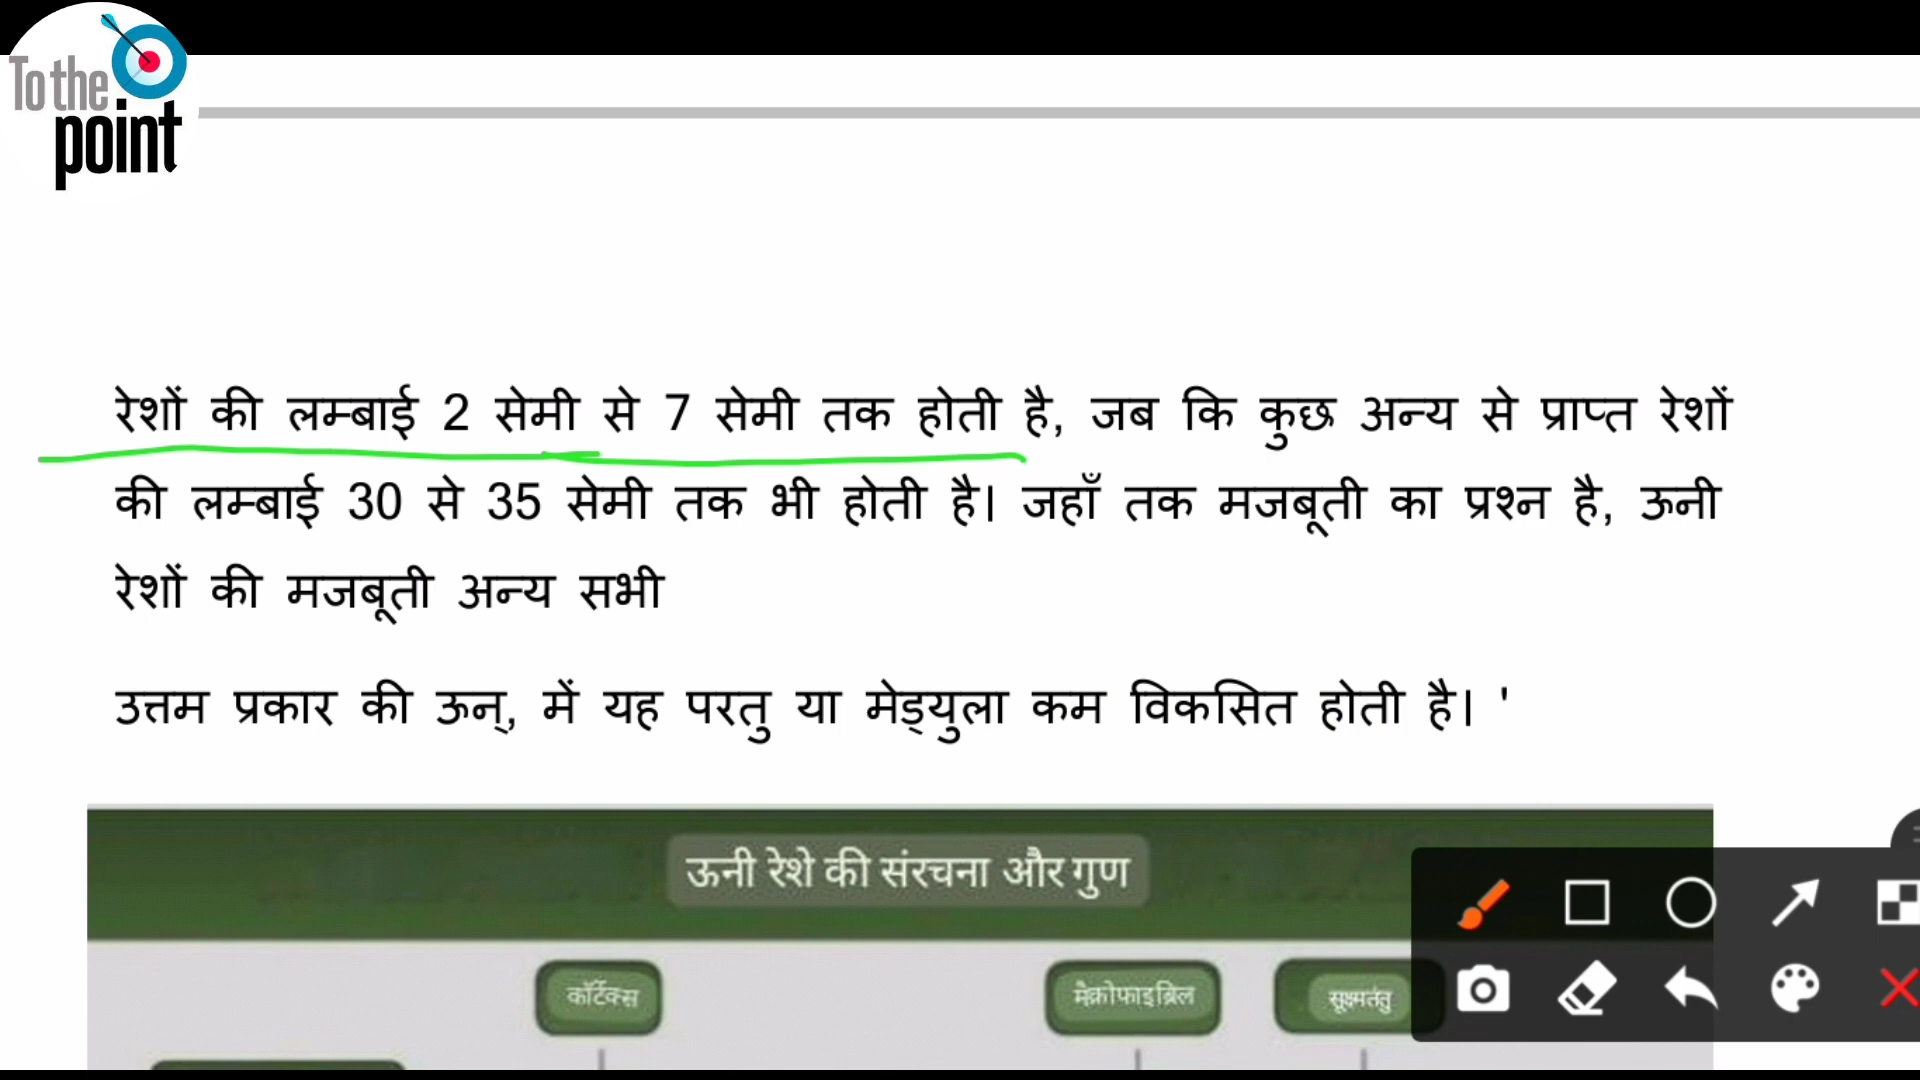 To the
point
रेशों की लम्बाई 2 सेमी से 7 सेमी तक होती है, जब कि कुछ अन्य से प्राप्त रेशों
की लम्बाई 30 से 35 सेमी तक भी होती है। जहाँ तक मजबूती का प्रश्न है, ऊनी
रेशों की मजबूती अन्य सभी
उत्तम प्रकार की ऊन्, में यह परतु या मेड्युला कम विकसित होती है। '
ऊनी रेशे की संरचना और गुण
कॉर्टेक्स मैक्रोफाइब्रिल सूक्ष्मतंतु